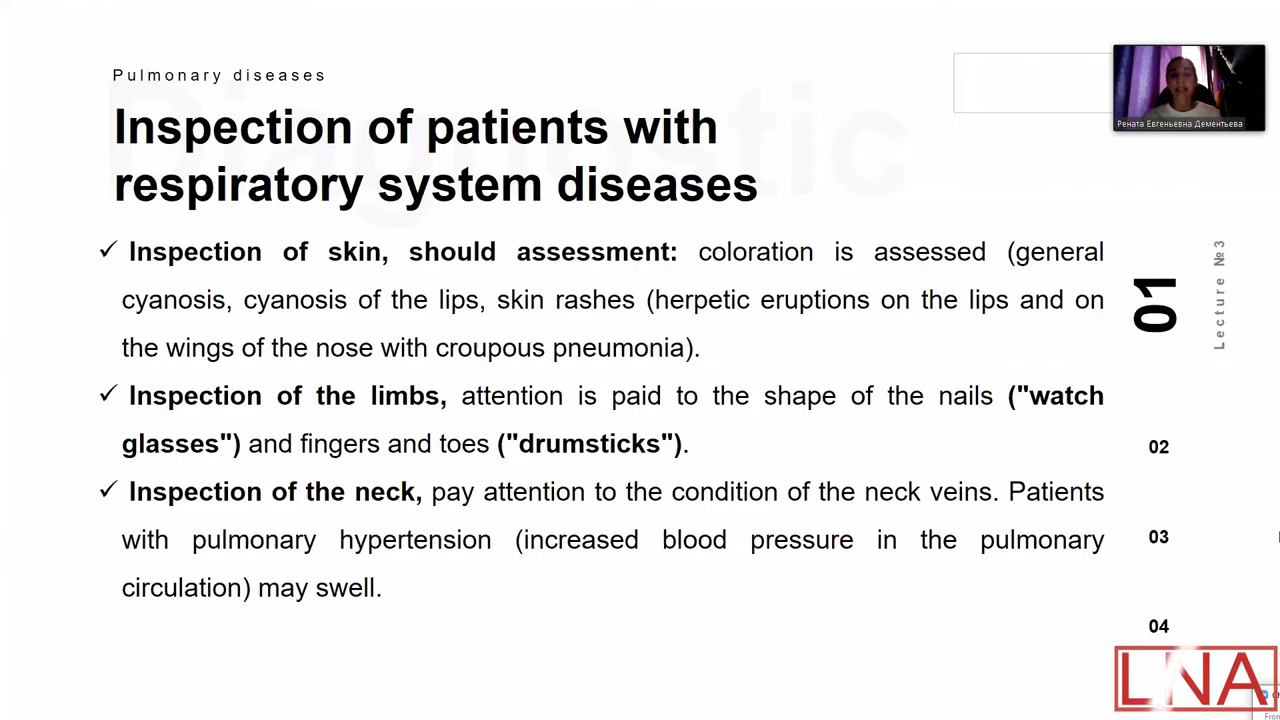 Pulmonary diseases
Diagnostic
Inspection of patients with
respiratory system diseases
Рената Евгеньевна Дементьева
✓ Inspection of skin, should assessment: coloration is assessed (general
cyanosis, cyanosis of the lips, skin rashes (herpetic eruptions on the lips and on
the wings of the nose with croupous pneumonia).
✓ Inspection of the limbs, attention is paid to the shape of the nails ("watch
glasses") and fingers and toes ("drumsticks").
✓ Inspection of the neck, pay attention to the condition of the neck veins. Patients
with pulmonary hypertension (increased blood pressure in the pulmonary
circulation) may swell.
01
Lecture №3
02
03
04
LNA